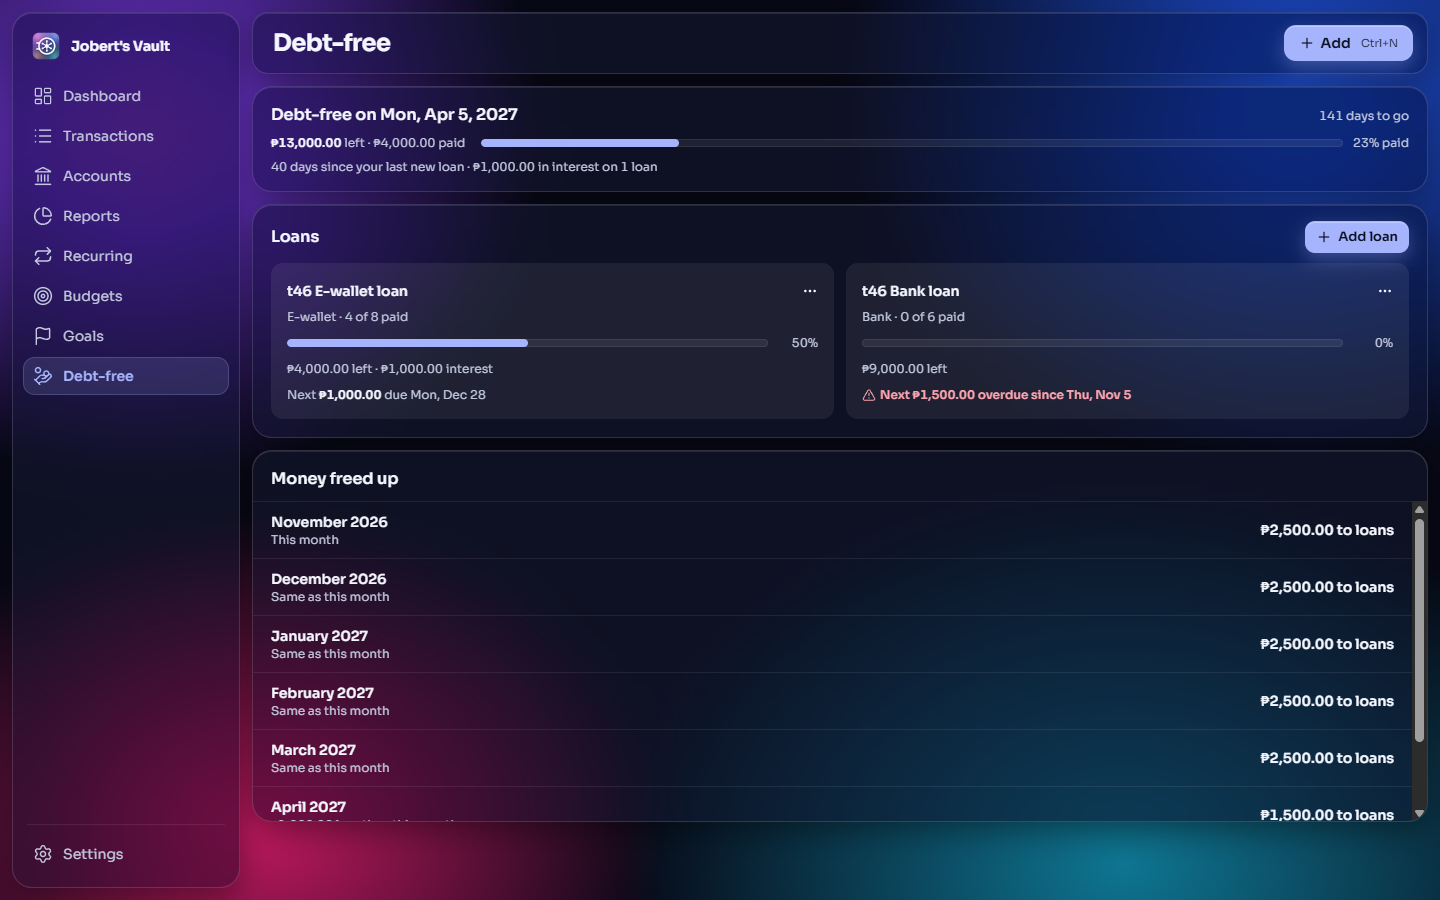 Jobert's Vault
Dashboard
Transactions
Accounts
Reports
Recurring
Budgets
Goals
Debt-free
Settings
Debt-free
Add Ctrl+N
Debt-free on Mon, Apr 5, 2027
141 days to go
₱13,000.00 left · ₱4,000.00 paid
23% paid
40 days since your last new loan · ₱1,000.00 in interest on 1 loan
Loans
Add loan
t46 E-wallet loan
E-wallet · 4 of 8 paid
50%
₱4,000.00 left · ₱1,000.00 interest
Next ₱1,000.00 due Mon, Dec 28
t46 Bank loan
Bank · 0 of 6 paid
0%
₱9,000.00 left
Next ₱1,500.00 overdue since Thu, Nov 5
Money freed up
November 2026
This month
₱2,500.00 to loans
December 2026
Same as this month
₱2,500.00 to loans
January 2027
Same as this month
₱2,500.00 to loans
February 2027
Same as this month
₱2,500.00 to loans
March 2027
Same as this month
₱2,500.00 to loans
April 2027
₱1,500.00 to loans